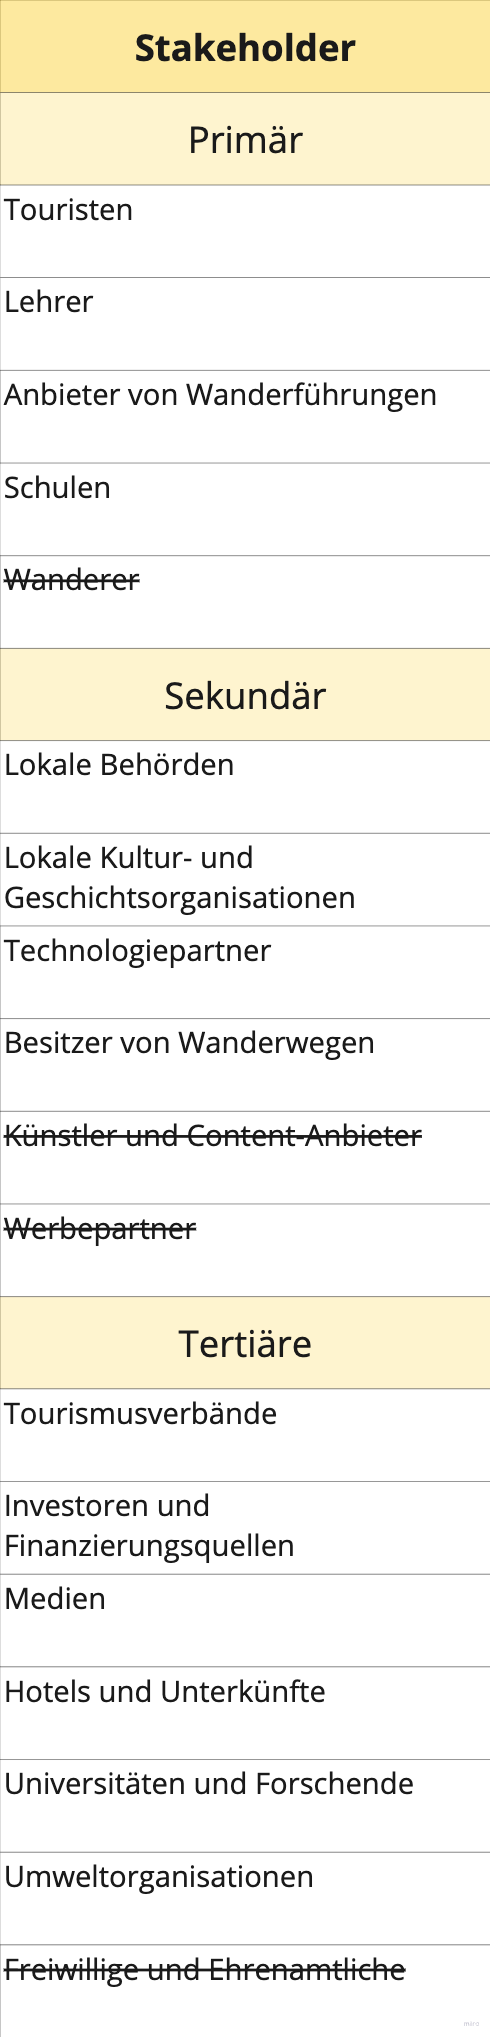 Stakeholder
Primär
Touristen
Lehrer
Anbieter von Wanderführungen
Schulen
Wanderer
Sekundär
Lokale Behörden
Lokale Kultur- und
Geschichtsorganisationen
Technologiepartner
Besitzer von Wanderwegen
Künstler und Content-Anbieter
Werbepartner
Tertiäre
Tourismusverbände
Investoren und
Finanzierungsquellen
Medien
Hotels und Unterkünfte
Universitäten und Forschende
Umweltorganisationen
Freiwillige und Ehrenamtliche
miro